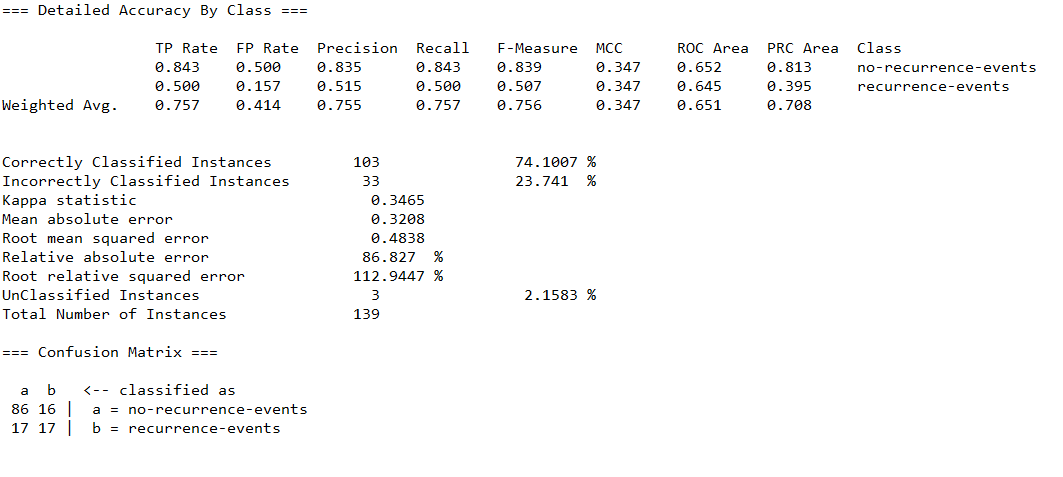 === Detailed Accuracy By Class ===
TP Rate  FP Rate  Precision  Recall   F-Measure  MCC      ROC Area  PRC Area  Class
0.843    0.500    0.835      0.843    0.839      0.347    0.652     0.813     no-recurrence-events
0.500    0.157    0.515      0.500    0.507      0.347    0.645     0.395     recurrence-events
Weighted Avg.    0.757    0.414    0.755      0.757    0.756      0.347    0.651     0.708
Correctly Classified Instances         103               74.1007 %
Incorrectly Classified Instances        33               23.741  %
Kappa statistic                          0.3465
Mean absolute error                      0.3208
Root mean squared error                  0.4838
Relative absolute error                 86.827  %
Root relative squared error            112.9447 %
UnClassified Instances                   3                2.1583 %
Total Number of Instances              139
=== Confusion Matrix ===
a  b   <-- classified as
86 16 |  a = no-recurrence-events
17 17 |  b = recurrence-events